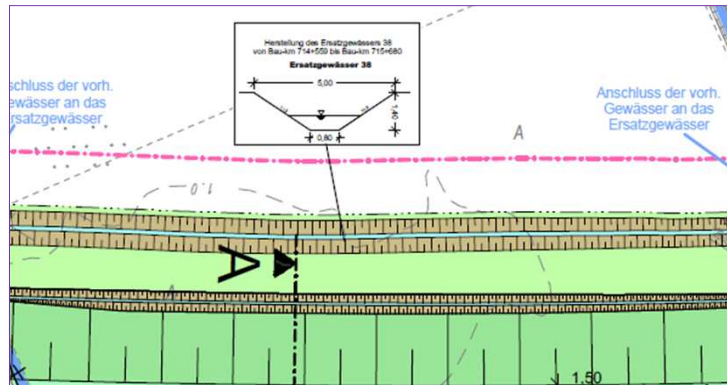 Herstellung des Ersatzgewässers 38
von Bau-km 714+559 bis Bau-km 715+680
Ersatzgewässer 38
5,00
1,40
0,80
schluss der vorh.
ewässer an das
rsatzgewässer
Anschluss der vorh.
Gewässer an das
Ersatzgewässer
A
1.0
A
A
1,50